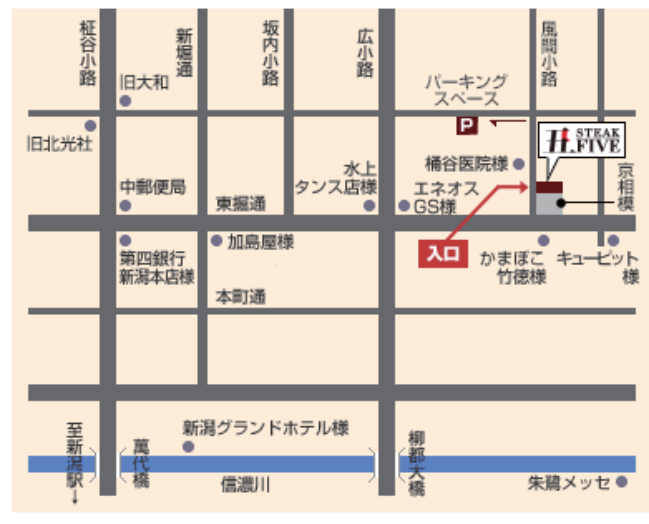 柾谷小路
新堀通
坂内小路
広小路
風間小路
旧大和
パーキング
スペース
P
旧北光社
STEAK
FIVE
中郵便局
東掘通
水上
タンス店様
桶谷医院様
エネオス
GS様
京相模
第四銀行
新潟本店様
加島屋様
入口
かまぼこ
竹徳様
キューピット
様
本町通
至新潟駅→
萬代橋
新潟グランドホテル様
信濃川
柳都大橋
朱鷺メッセ